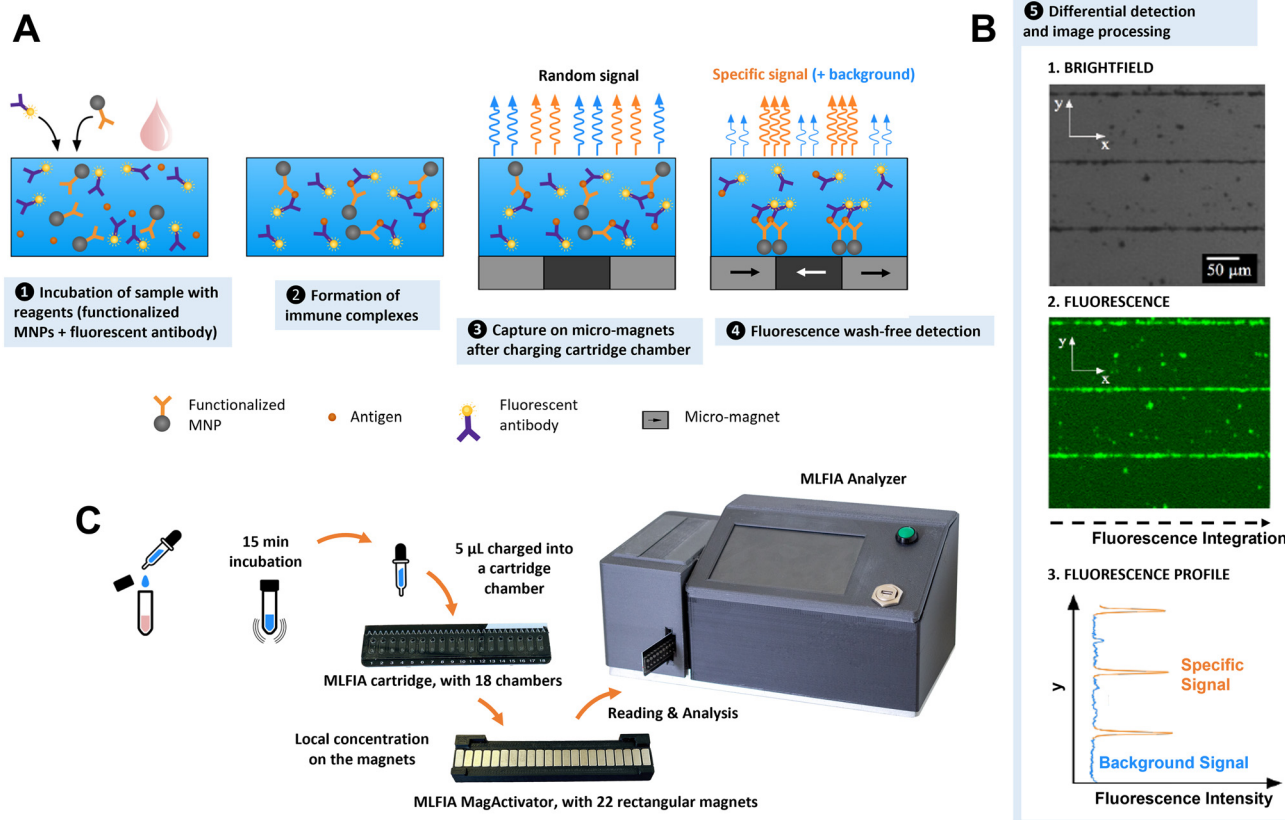 A
Random signal
Specific signal (+ background)
❶ Incubation of sample with
reagents (functionalized
MNPs + fluorescent antibody)
❷ Formation of
immune complexes
❸ Capture on micro-magnets
after charging cartridge chamber
❹ Fluorescence wash-free detection
Functionalized
MNP
Antigen
Fluorescent
antibody
Micro-magnet
B
❺ Differential detection
and image processing
1. BRIGHTFIELD
y
x
50 µm
2. FLUORESCENCE
y
x
Fluorescence Integration
3. FLUORESCENCE PROFILE
y
Specific
Signal
Background Signal
Fluorescence Intensity
C
15 min
incubation
5 µL charged into
a cartridge
chamber
MLFIA cartridge, with 18 chambers
Local concentration
on the magnets
MLFIA MagActivator, with 22 rectangular magnets
Reading & Analysis
MLFIA Analyzer